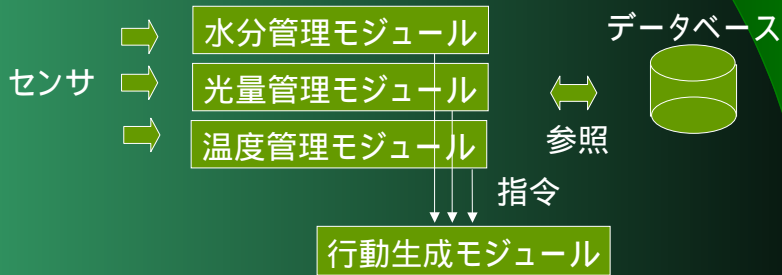 水分管理モジュール
データベース
センサ
光量管理モジュール
参照
温度管理モジュール
指令
行動生成モジュール